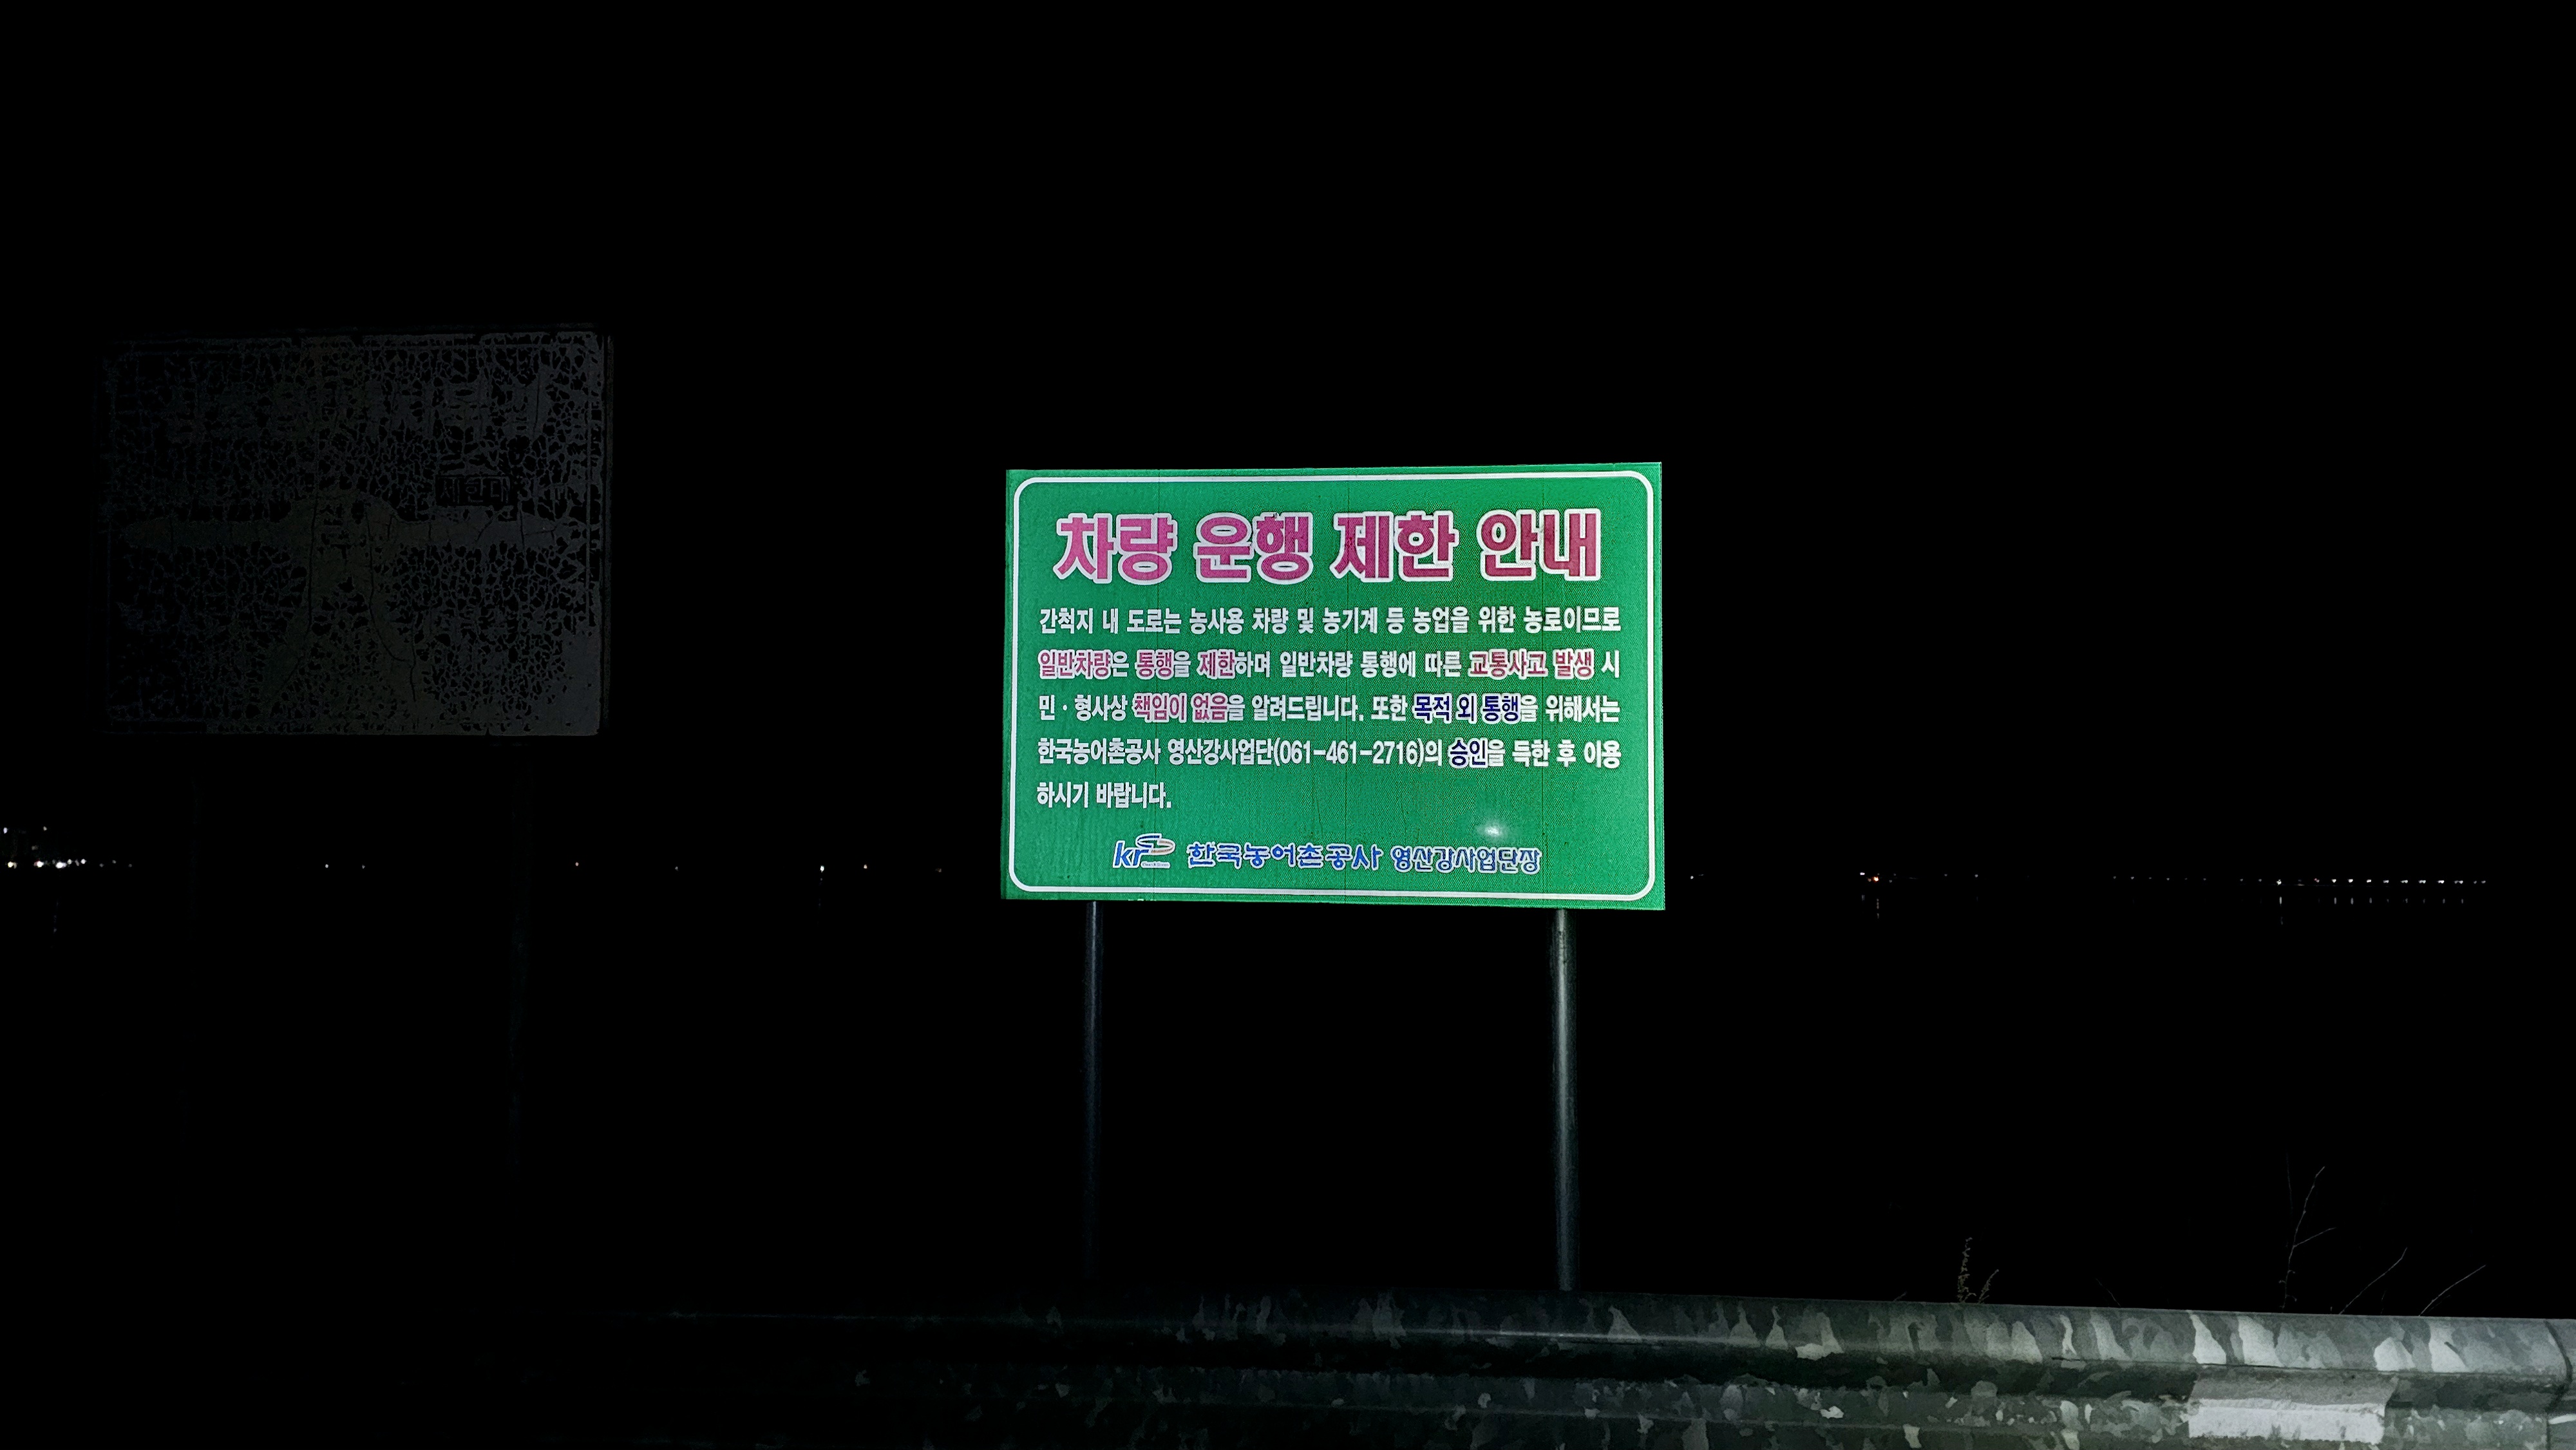 차량 운행 제한 안내
간척지 내 도로는 농사용 차량 및 농기계 등 농업을 위한 농로이므로
일반차량은 통행을 제한하며 일반차량 통행에 따른 교통사고 발생 시
민·형사상 책임이 없음을 알려드립니다. 또한 목적 외 통행을 위해서는
한국농어촌공사 영산강사업단(061-461-2716)의 승인을 득한 후 이용
하시기 바랍니다.
kr 한국농어촌공사 영산강사업단장